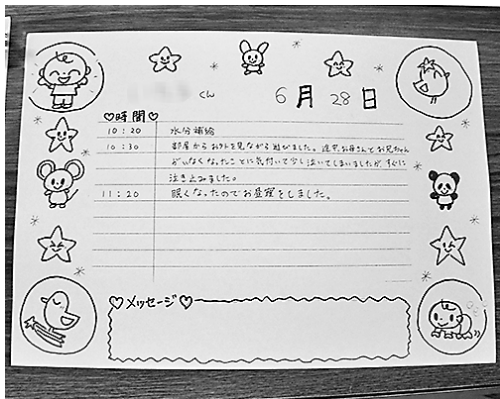 くん 6月28日
♡時間♡
10:20 水分補給
10:30 部屋からお外を見ながら遊びました。途中お母さんとお兄ちゃん
がいなくなったことに気付いて少し泣いてしまいましたが、すぐに
泣き止みました。
11:20 眠くなったのでお昼寝をしました。
♡メッセージ♡